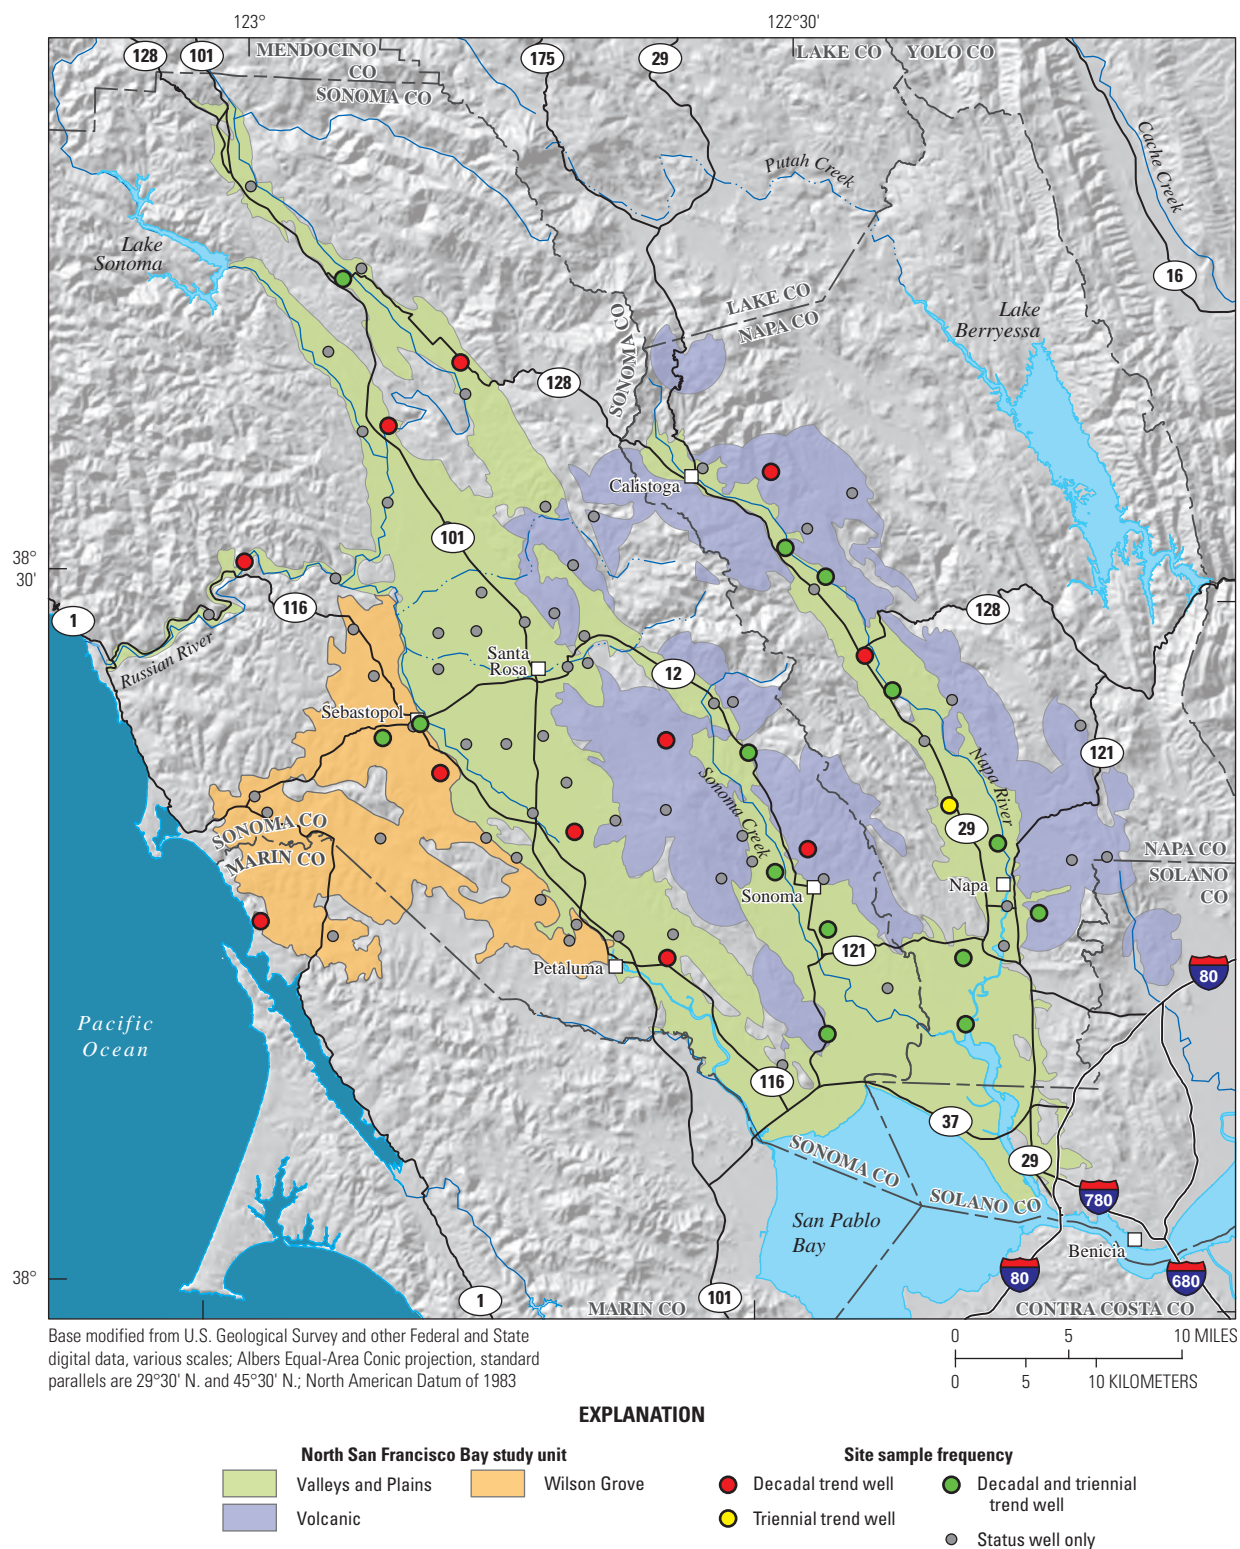 123°
122°30'
128
101
MENDOCINO
CO
SONOMA CO
175
29
LAKE CO
YOLO CO
Putah Creek
Cache Creek
16
Lake
Sonoma
SONOMA CO
LAKE CO
NAPA CO
Lake
Berryessa
128
Calistoga
101
38°
30'
1
116
128
Russian River
Santa
Rosa
12
Sebastopol
121
Sonoma Creek
Napa River
29
SONOMA CO
MARIN CO
NAPA CO
SOLANO
CO
Napa
Sonoma
121
80
Petaluma
Pacific
Ocean
116
37
29
SONOMA CO
SOLANO CO
780
San Pablo
Bay
Benicia
38°
80
680
1
MARIN CO
101
CONTRA COSTA CO
Base modified from U.S. Geological Survey and other Federal and State
digital data, various scales; Albers Equal-Area Conic projection, standard
parallels are 29°30' N. and 45°30' N.; North American Datum of 1983
0 5 10 MILES
0 5 10 KILOMETERS
EXPLANATION
North San Francisco Bay study unit
Valleys and Plains
Wilson Grove
Volcanic
Site sample frequency
Decadal trend well
Decadal and triennial
trend well
Triennial trend well
Status well only